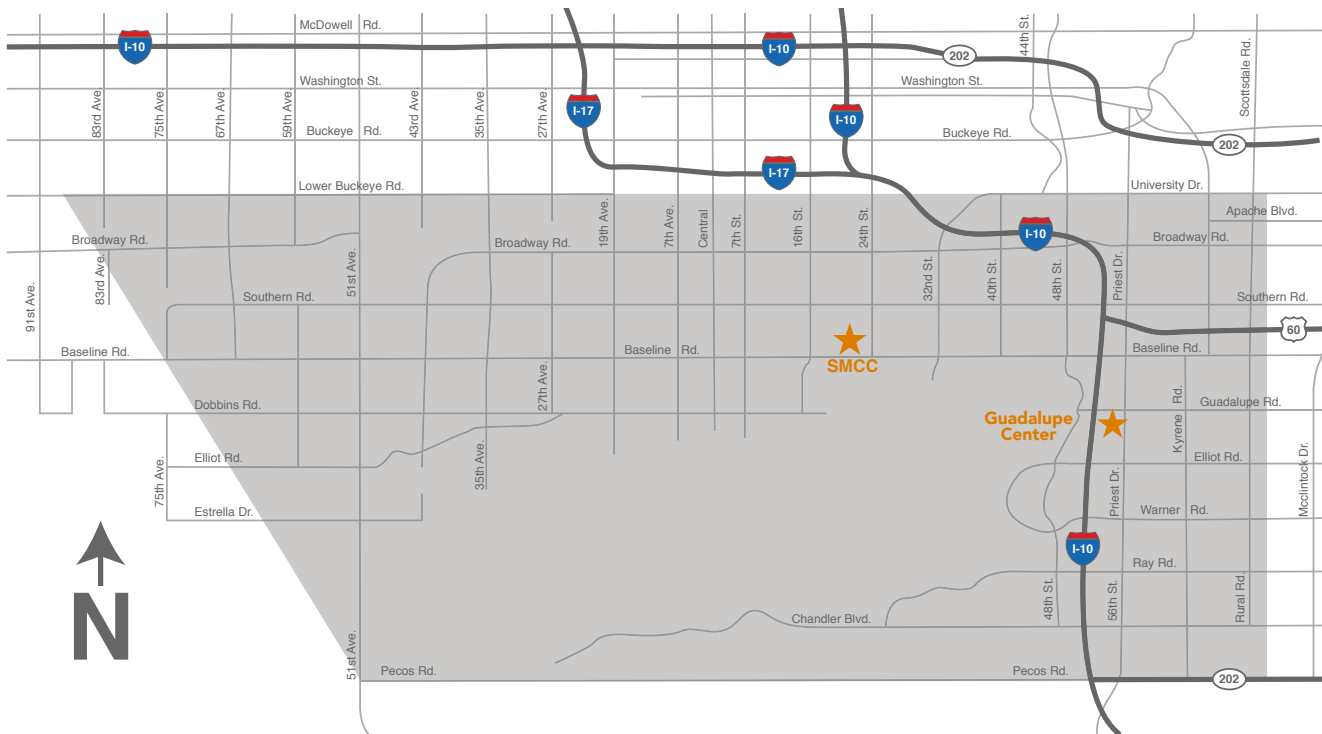 McDowell Rd.
44th St.
Scottsdale Rd.
I-10
I-10
202
Washington St.
Washington St.
83rd Ave.
75th Ave.
67th Ave.
59th Ave.
43rd Ave.
35th Ave.
27th Ave.
I-17
I-10
Buckeye Rd.
Buckeye Rd.
202
I-17
Lower Buckeye Rd.
University Dr.
Apache Blvd.
19th Ave.
7th Ave.
Central
7th St.
16th St.
24th St.
I-10
Broadway Rd.
Broadway Rd.
Broadway Rd.
83rd Ave.
51st Ave.
32nd St.
40th St.
48th St.
Priest Dr.
91st Ave.
Southern Rd.
Southern Rd.
60
Baseline Rd.
Baseline Rd.
Baseline Rd.
SMCC
27th Ave.
Dobbins Rd.
Kyrene Rd.
Guadalupe Rd.
Guadalupe
Center
Elliot Rd.
Elliot Rd.
75th Ave.
35th Ave.
Priest Dr.
Mcclintock Dr.
Estrella Dr.
Warner Rd.
I-10
Ray Rd.
48th St.
56th St.
Rural Rd.
N
Chandler Blvd.
51st Ave.
Pecos Rd.
Pecos Rd.
202